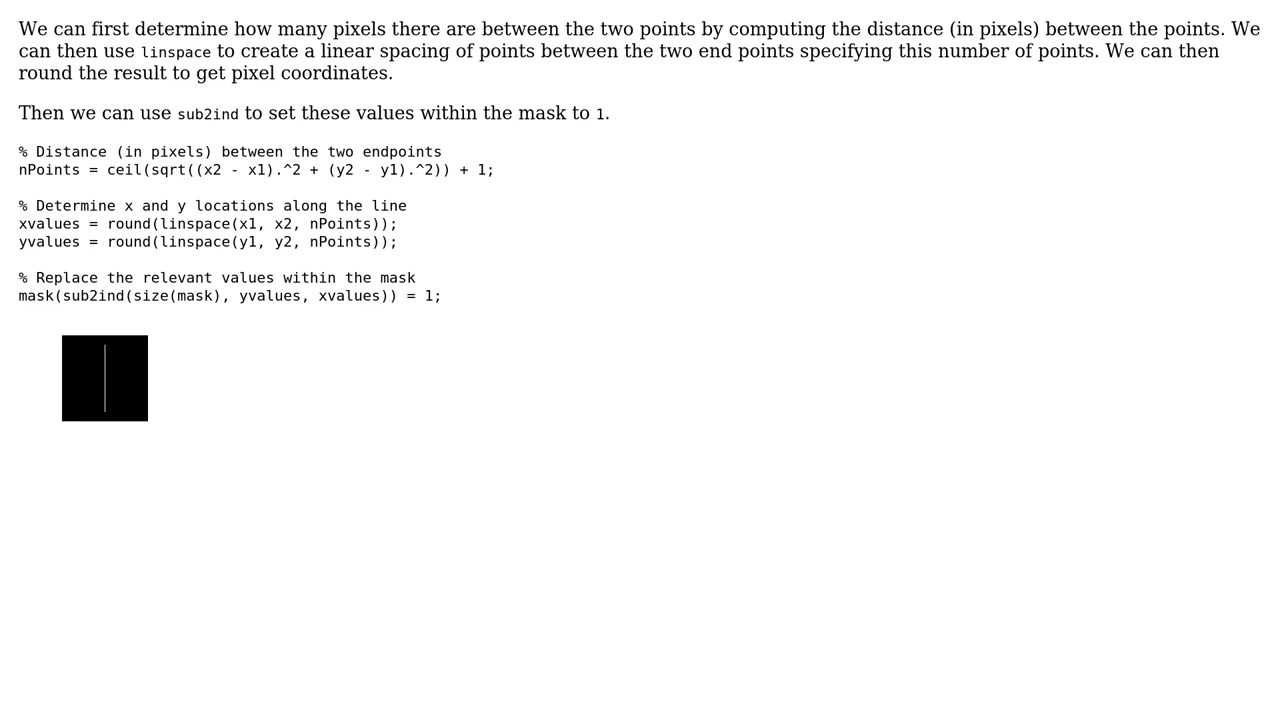 We can first determine how many pixels there are between the two points by computing the distance (in pixels) between the points. We
can then use linspace to create a linear spacing of points between the two end points specifying this number of points. We can then
round the result to get pixel coordinates.
Then we can use sub2ind to set these values within the mask to 1.
% Distance (in pixels) between the two endpoints
nPoints = ceil(sqrt((x2 - x1).^2 + (y2 - y1).^2)) + 1;
% Determine x and y locations along the line
xvalues = round(linspace(x1, x2, nPoints));
yvalues = round(linspace(y1, y2, nPoints));
% Replace the relevant values within the mask
mask(sub2ind(size(mask), yvalues, xvalues)) = 1;